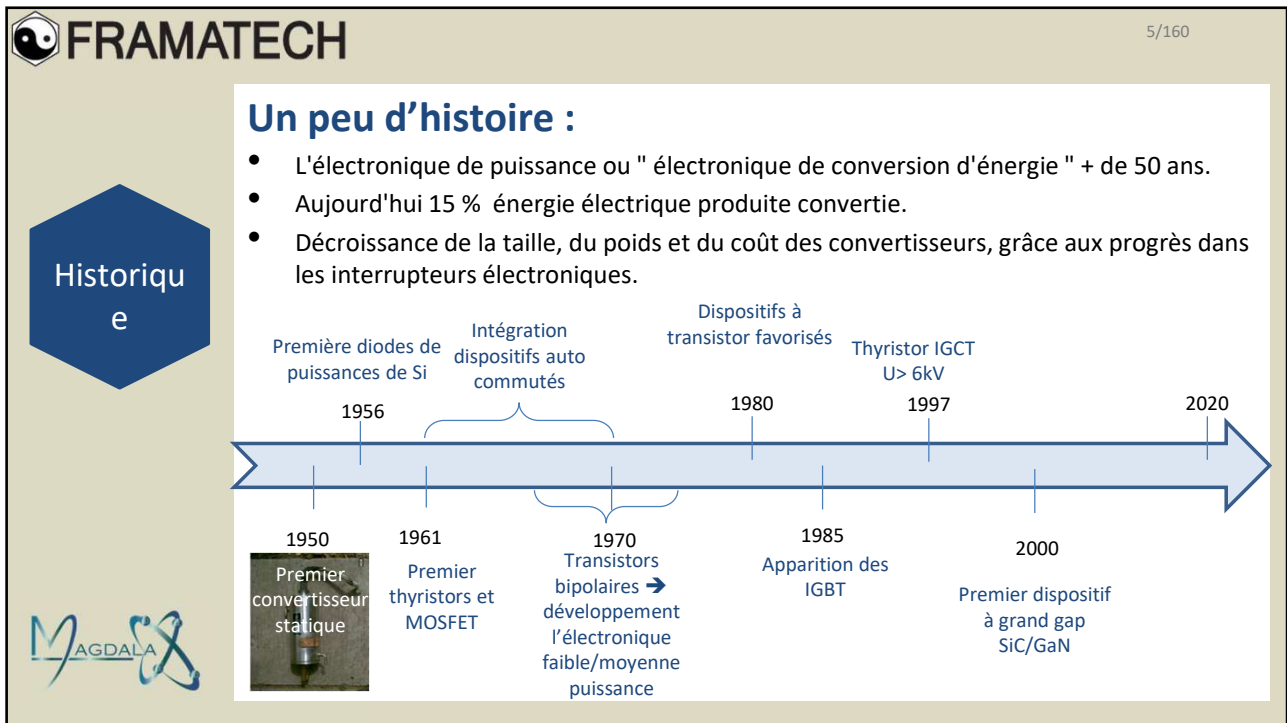 FRAMATECH
5/160
Un peu d’histoire :
• L'électronique de puissance ou " électronique de conversion d'énergie " + de 50 ans.
• Aujourd'hui 15 % énergie électrique produite convertie.
• Décroissance de la taille, du poids et du coût des convertisseurs, grâce aux progrès dans
les interrupteurs électroniques.
Historiqu
e
Première diodes de
puissances de Si
1956
Intégration
dispositifs auto
commutés
Dispositifs à
transistor favorisés
1980
Thyristor IGCT
U> 6kV
1997
2020
1950
Premier
convertisseur
statique
1961
Premier
thyristors et
MOSFET
1970
Transistors
bipolaires ➔
développement
l’électronique
faible/moyenne
puissance
1985
Apparition des
IGBT
2000
Premier dispositif
à grand gap
SiC/GaN
MAGDALA